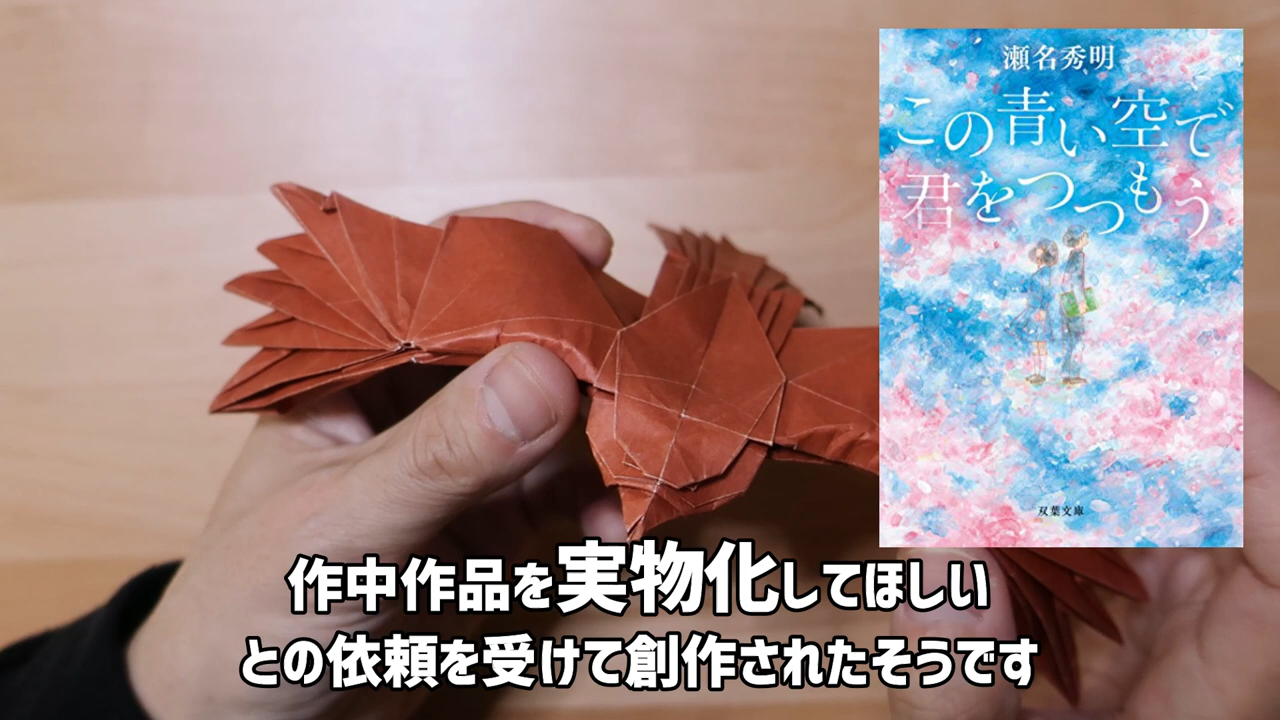 瀬名秀明
この青い空で
君をつつもう
双葉文庫
作中作品を実物化してほしい
との依頼を受けて創作されたそうです